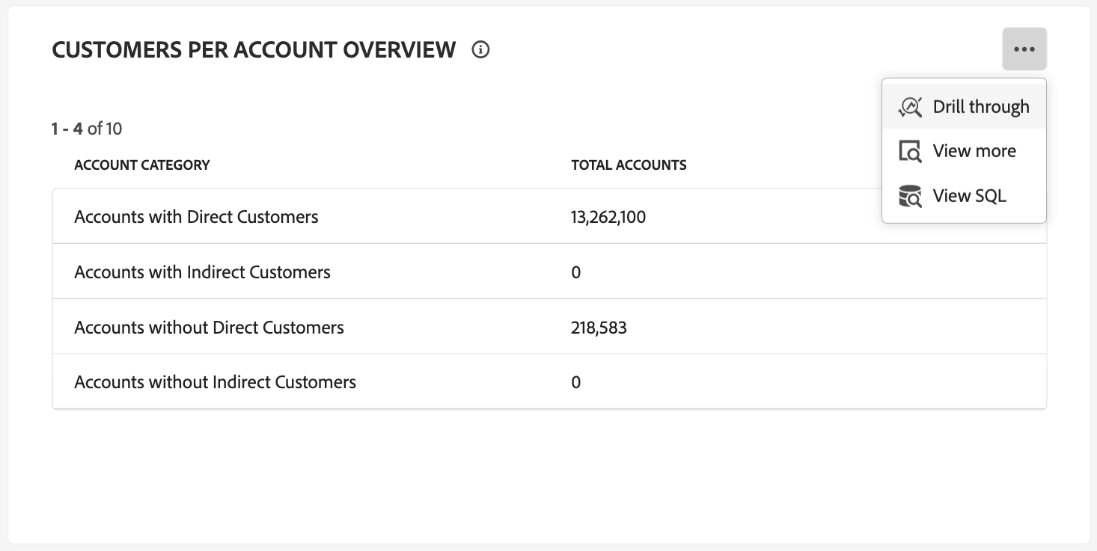 CUSTOMERS PER ACCOUNT OVERVIEW
Drill through
1 - 4 of 10
View more
ACCOUNT CATEGORY TOTAL ACCOUNTS
View SQL
Accounts with Direct Customers 13,262,100
Accounts with Indirect Customers 0
Accounts without Direct Customers 218,583
Accounts without Indirect Customers 0